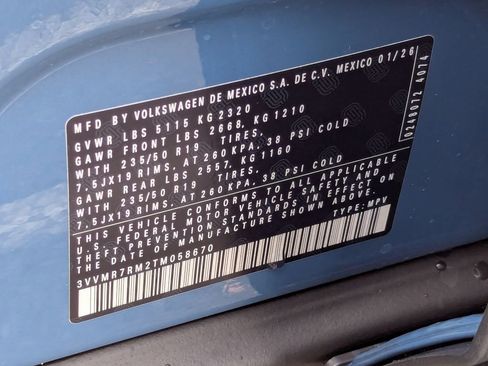 MFD BY VOLKSWAGEN DE MEXICO S.A. DE C.V. MEXICO 01/26
GVWR LBS 5115 KG 2320
GAWR FRONT LBS 2668, KG 1210
WITH 235/50 R19 TIRES.
7.5JX19 RIMS, AT 260KPA, 38 PSI COLD
GAWR REAR LBS 2557, KG 1160
WITH 235/50 R19 TIRES.
7.5JX19 RIMS, AT 260KPA, 38 PSI COLD
THIS VEHICLE CONFORMS TO ALL APPLICABLE
U.S. FEDERAL MOTOR VEHICLE SAFETY AND
THEFT PREVENTION STANDARDS IN EFFECT ON
THE DATE OF MANUFACTURE SHOWN ABOVE.
3VVMR7RM2TM058670 TYPE: MPV